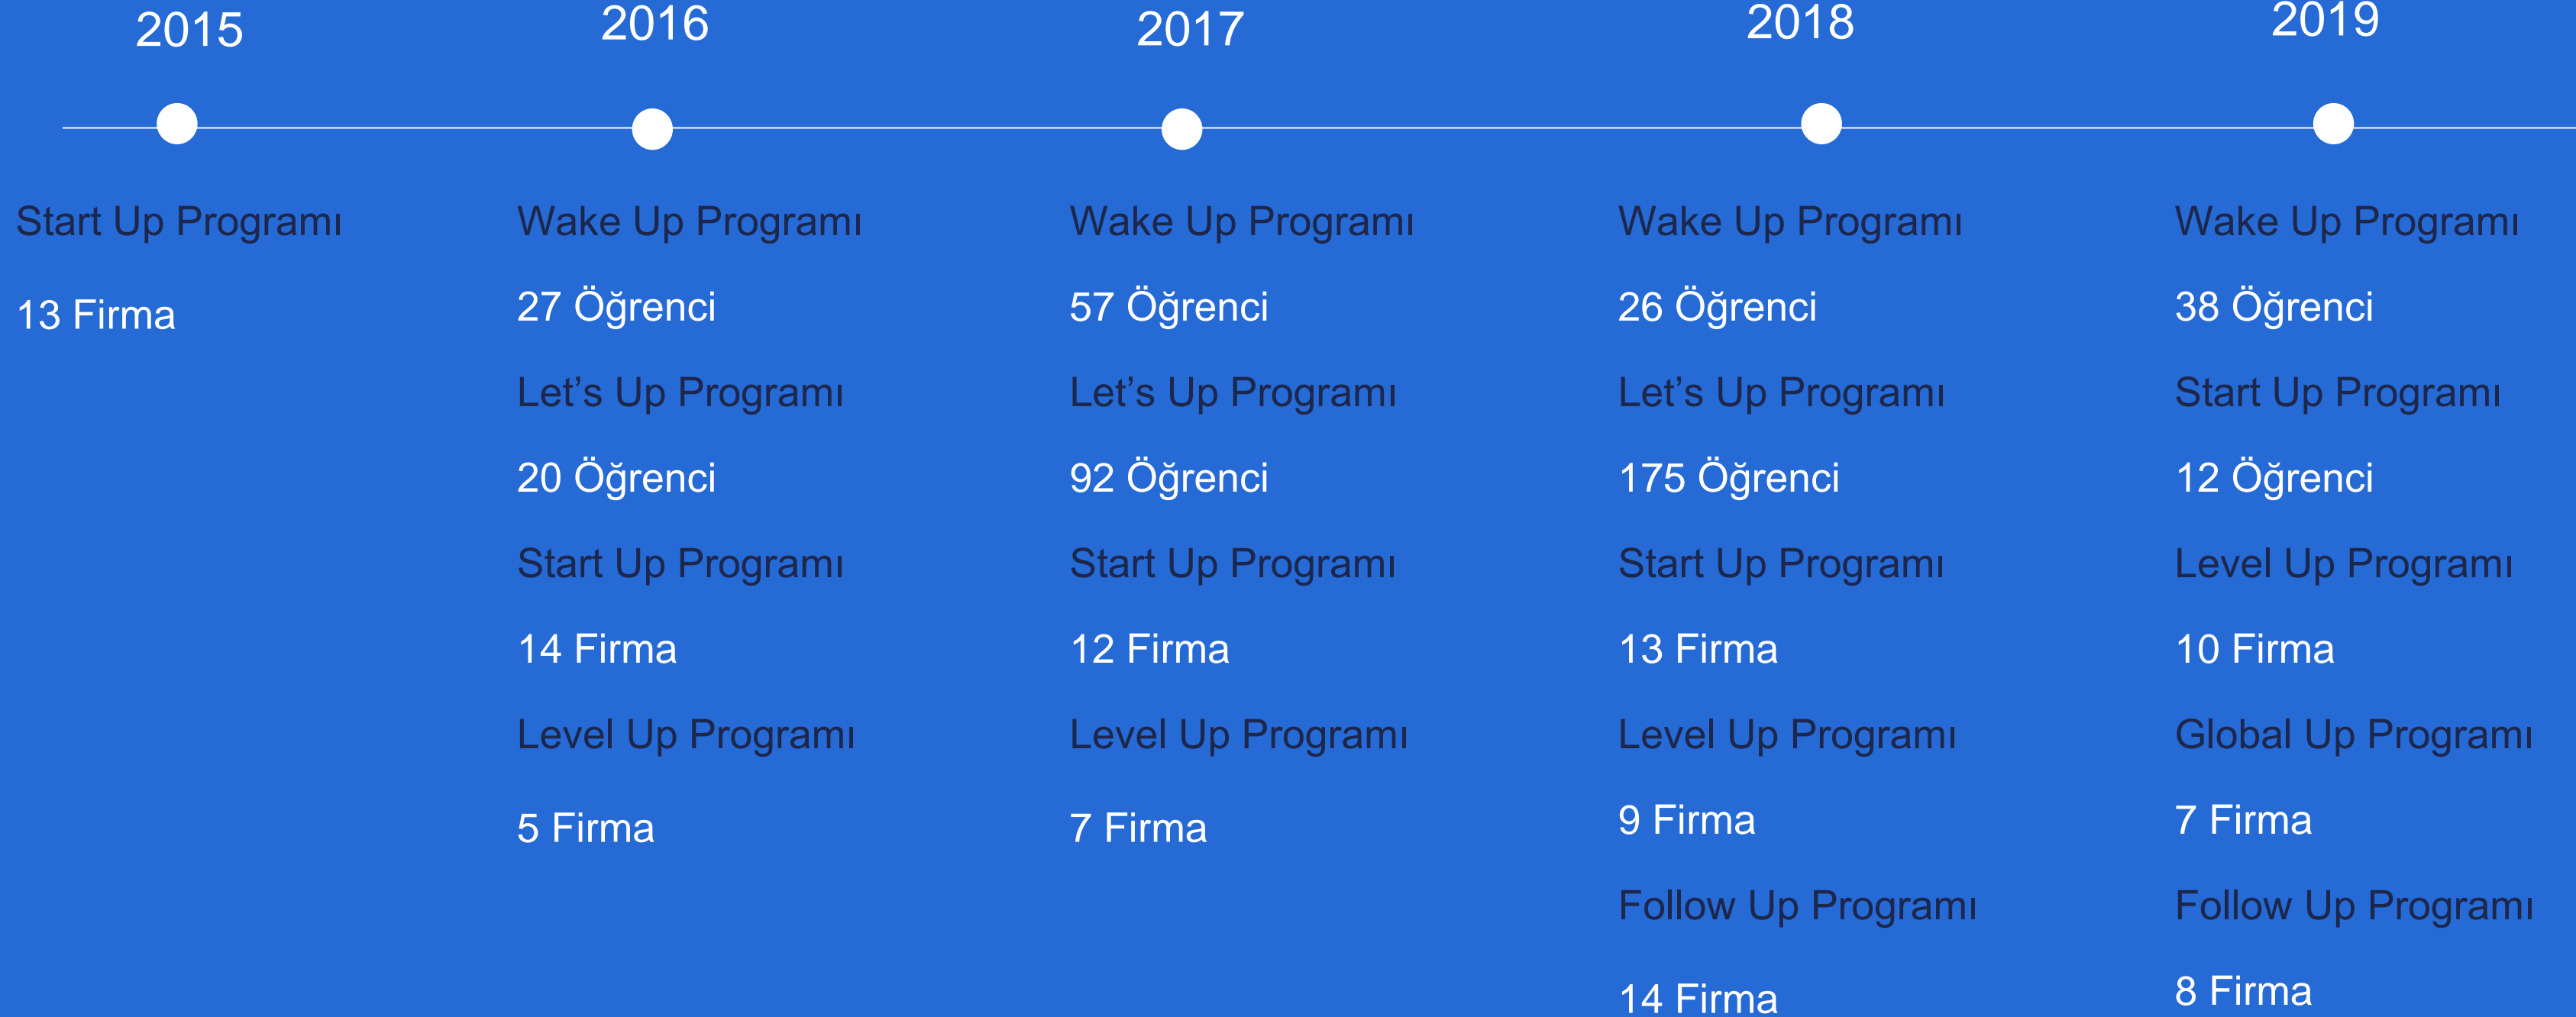 2015
Start Up Programı
13 Firma
2016
Wake Up Programı
27 Öğrenci
Let’s Up Programı
20 Öğrenci
Start Up Programı
14 Firma
Level Up Programı
5 Firma
2017
Wake Up Programı
57 Öğrenci
Let’s Up Programı
92 Öğrenci
Start Up Programı
12 Firma
Level Up Programı
7 Firma
2018
Wake Up Programı
26 Öğrenci
Let’s Up Programı
175 Öğrenci
Start Up Programı
13 Firma
Level Up Programı
9 Firma
Follow Up Programı
14 Firma
2019
Wake Up Programı
38 Öğrenci
Start Up Programı
12 Öğrenci
Level Up Programı
10 Firma
Global Up Programı
7 Firma
Follow Up Programı
8 Firma